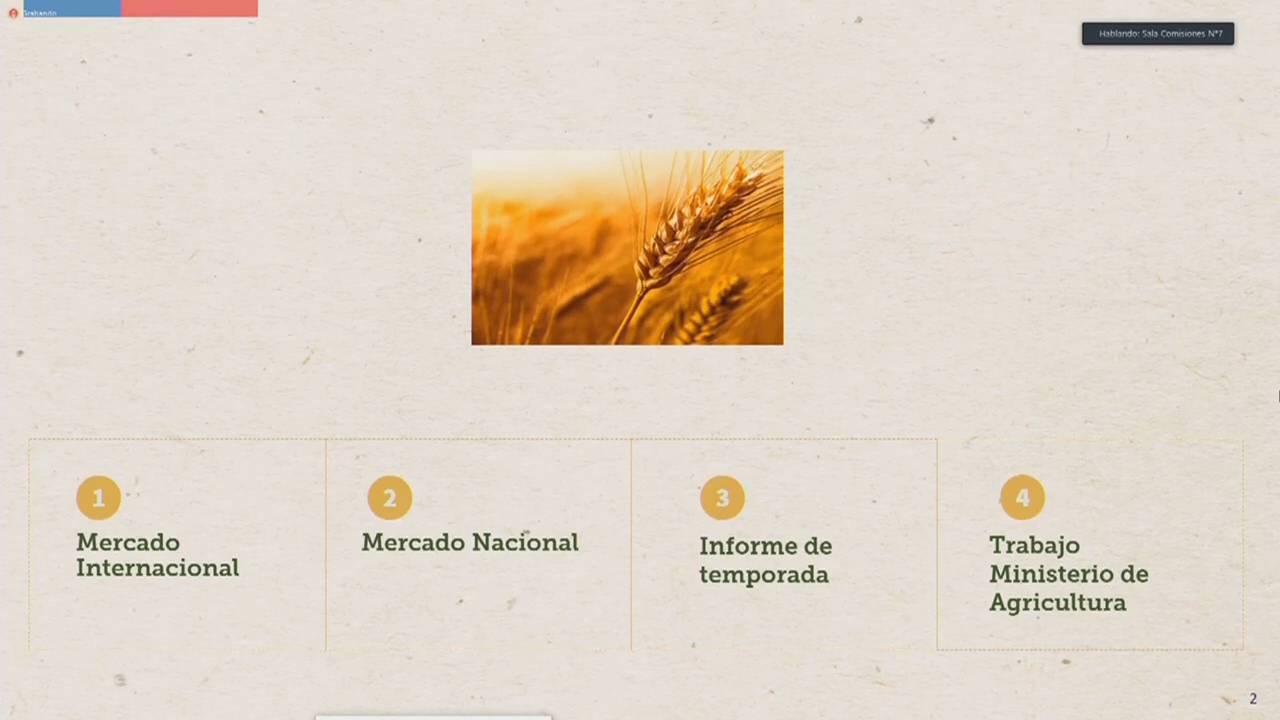 Grabando
Hablando: Sala Comisiones N°7
1
Mercado
Internacional
2
Mercado Nacional
3
Informe de
temporada
4
Trabajo
Ministerio de
Agricultura
2